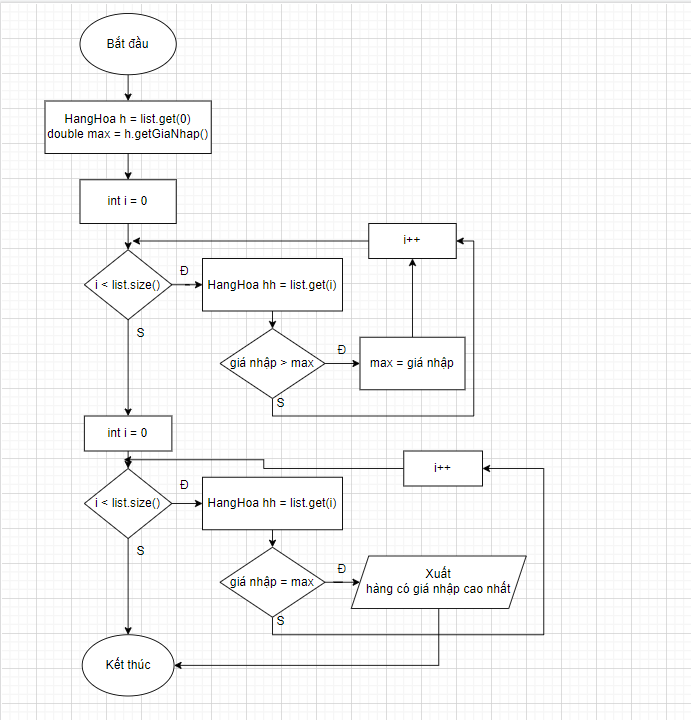 Bắt đầu
HangHoa h = list.get(0)
double max = h.getGiaNhap()
int i = 0
i++
i < list.size()
Đ
HangHoa hh = list.get(i)
S
giá nhập > max
Đ
max = giá nhập
S
int i = 0
i++
i < list.size()
Đ
HangHoa hh = list.get(i)
S
giá nhập = max
Đ
Xuất
hàng có giá nhập cao nhất
S
Kết thúc